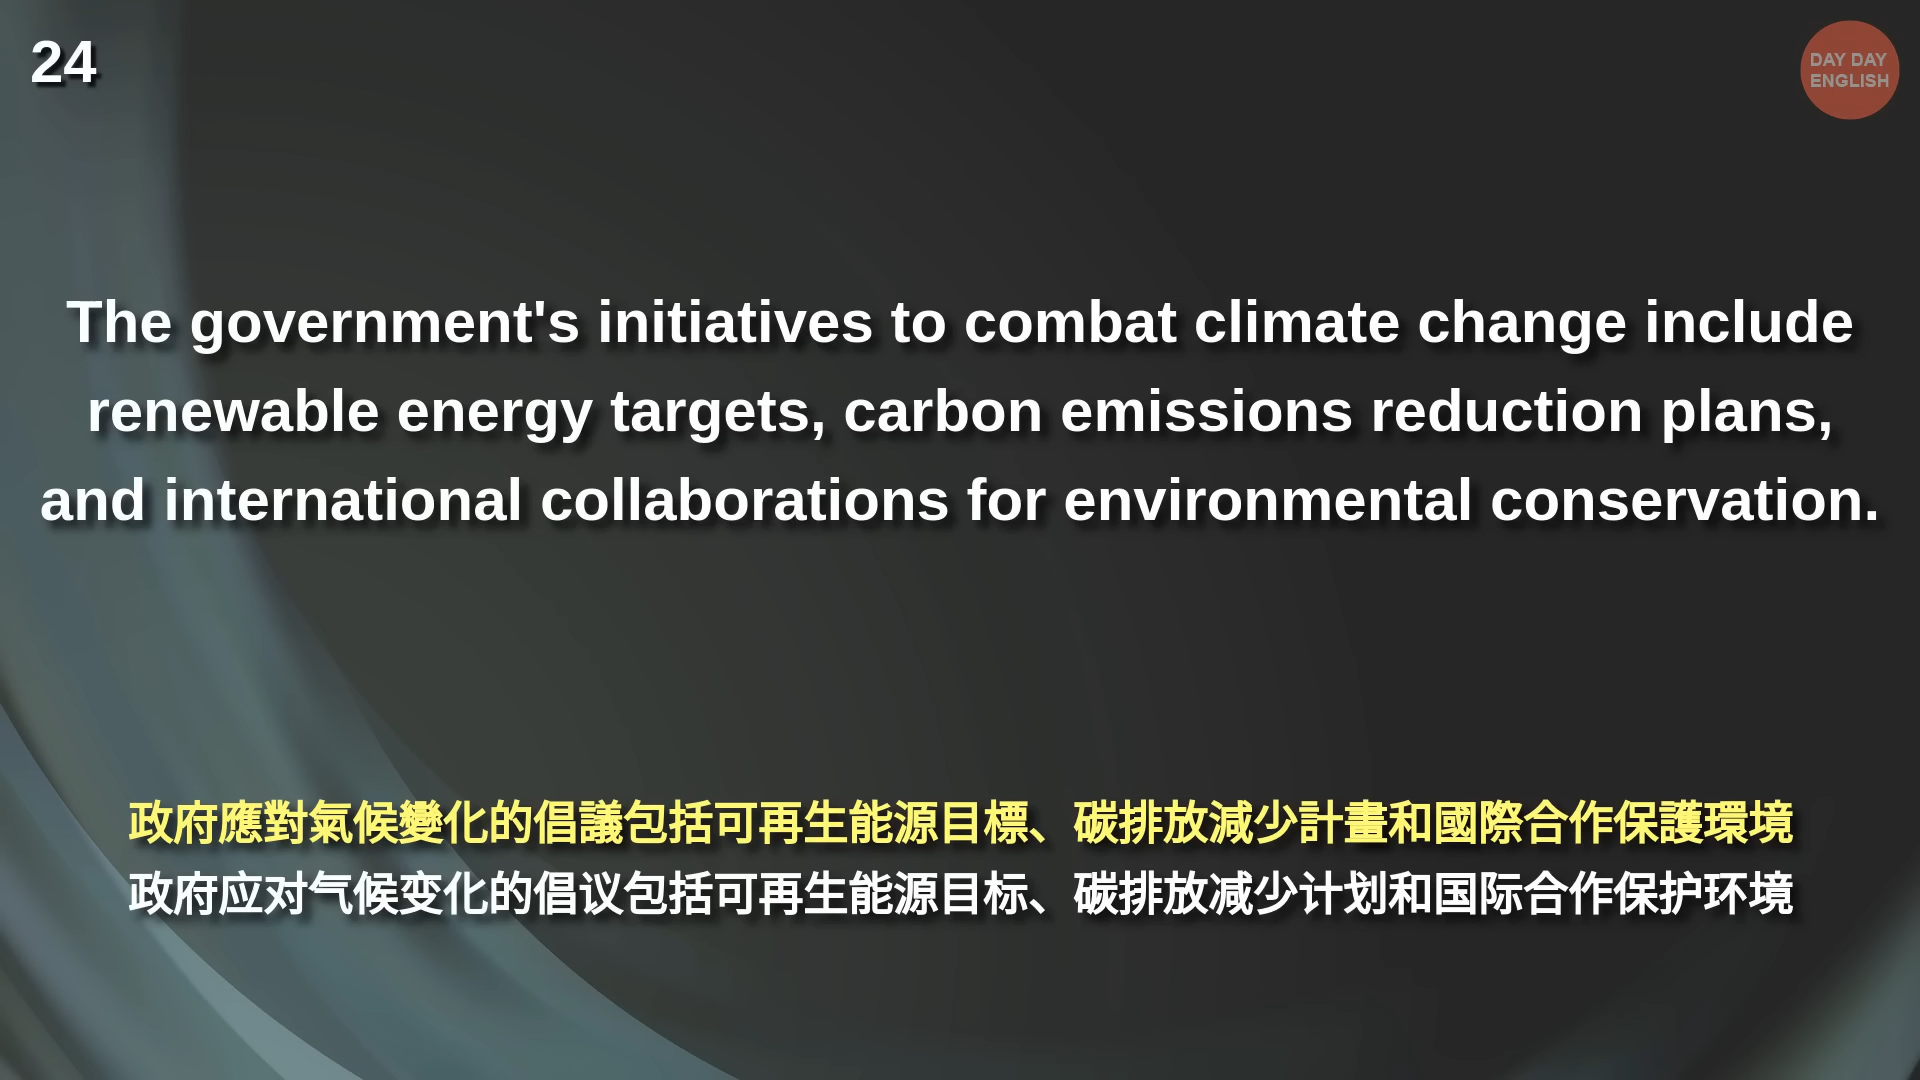 24
DAY DAY
ENGLISH
The government's initiatives to combat climate change include
renewable energy targets, carbon emissions reduction plans,
and international collaborations for environmental conservation.
政府應對氣候變化的倡議包括可再生能源目標、碳排放減少計畫和國際合作保護環境
政府应对气候变化的倡议包括可再生能源目标、碳排放减少计划和国际合作保护环境